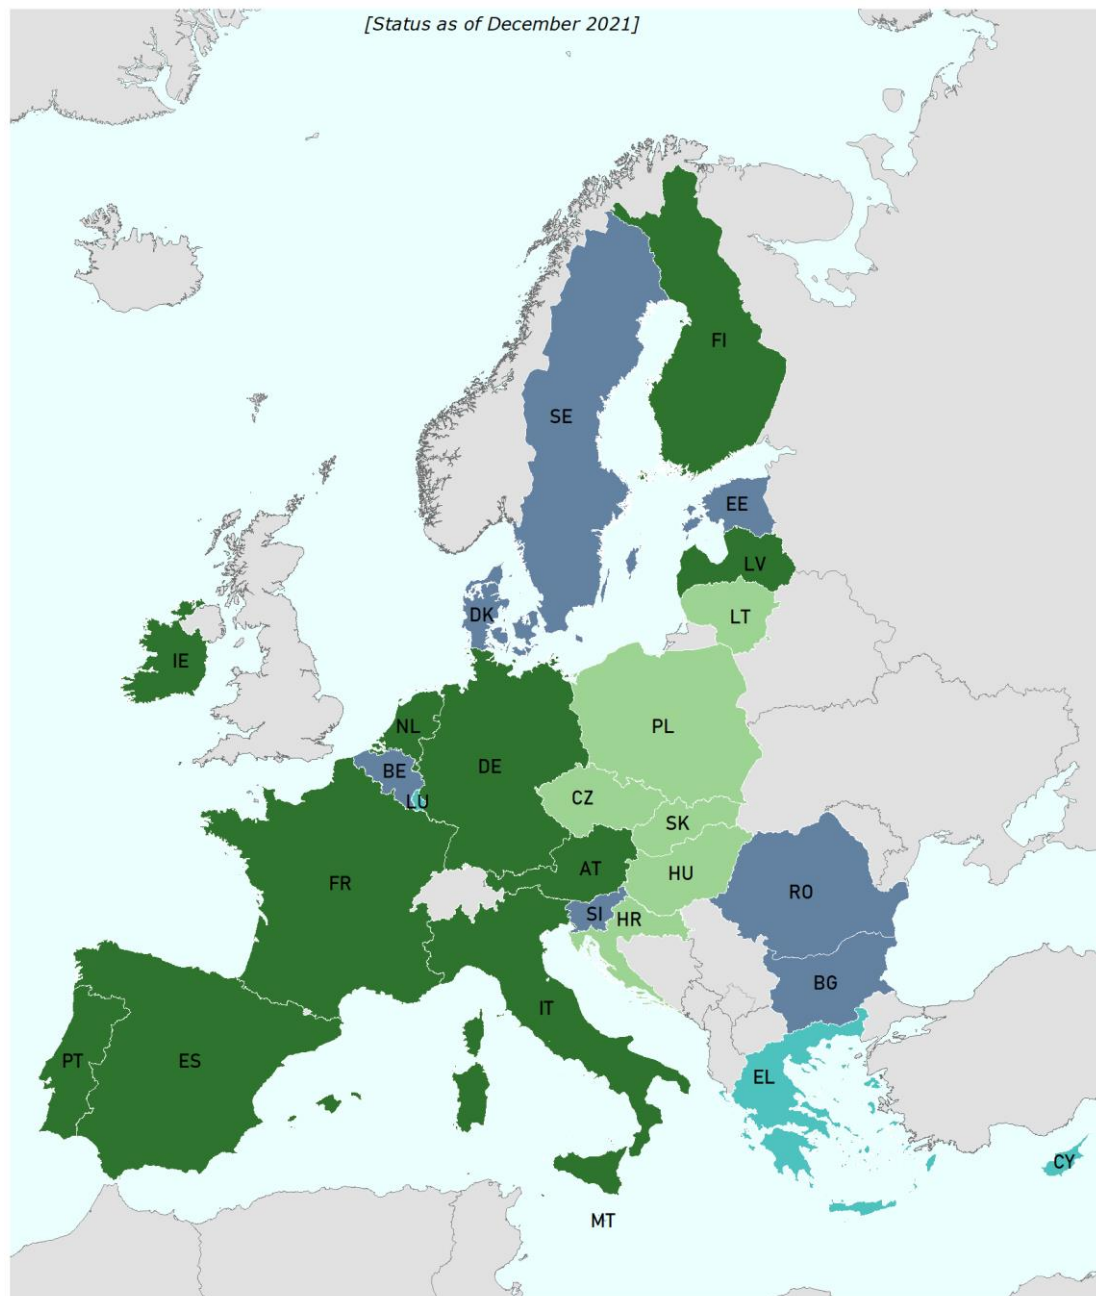 [Status as of December 2021]
FI
SE
EE
LV
DK
LT
IE
NL
PL
BE
DE
LU
CZ
SK
AT
HU
FR
RO
SI
HR
BG
IT
PT
ES
EL
CY
MT